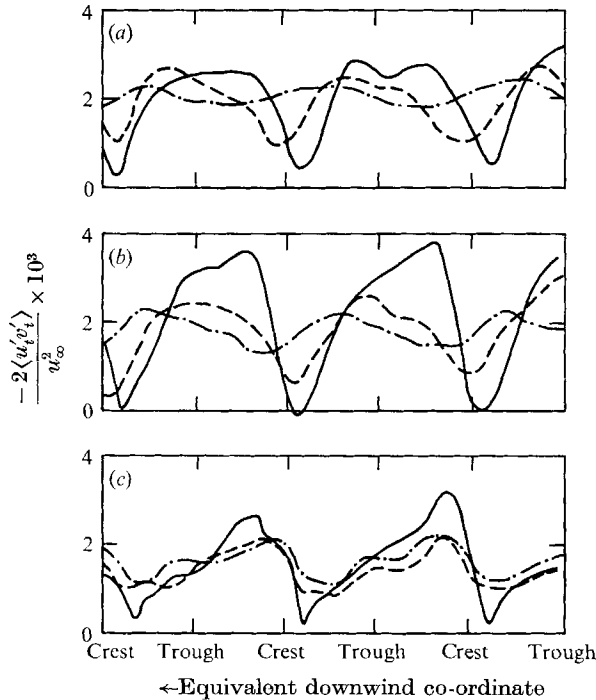 4
(a)
2
0
4
(b)
2
0
−2⟨u′ₜv′ₜ⟩/u²∞ × 10³
4
(c)
2
0
Crest Trough Crest Trough Crest Trough
←Equivalent downwind co-ordinate